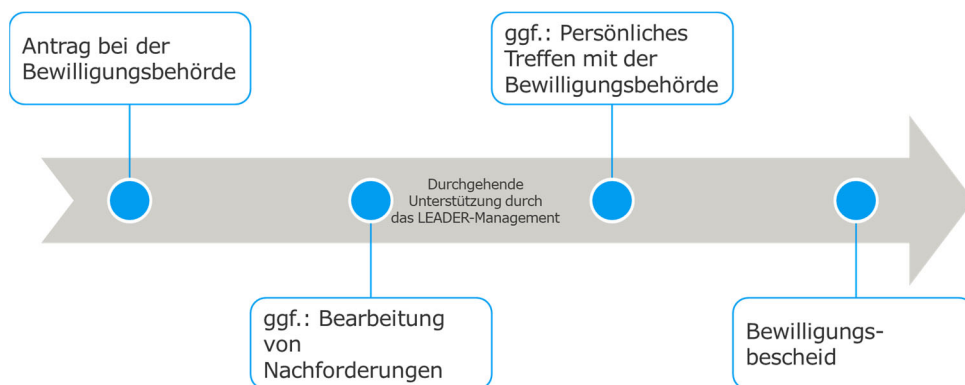 Antrag bei der
Bewilligungsbehörde
ggf.: Persönliches
Treffen mit der
Bewilligungsbehörde
Durchgehende
Unterstützung durch
das LEADER-Management
ggf.: Bearbeitung
von
Nachforderungen
Bewilligungs-
bescheid